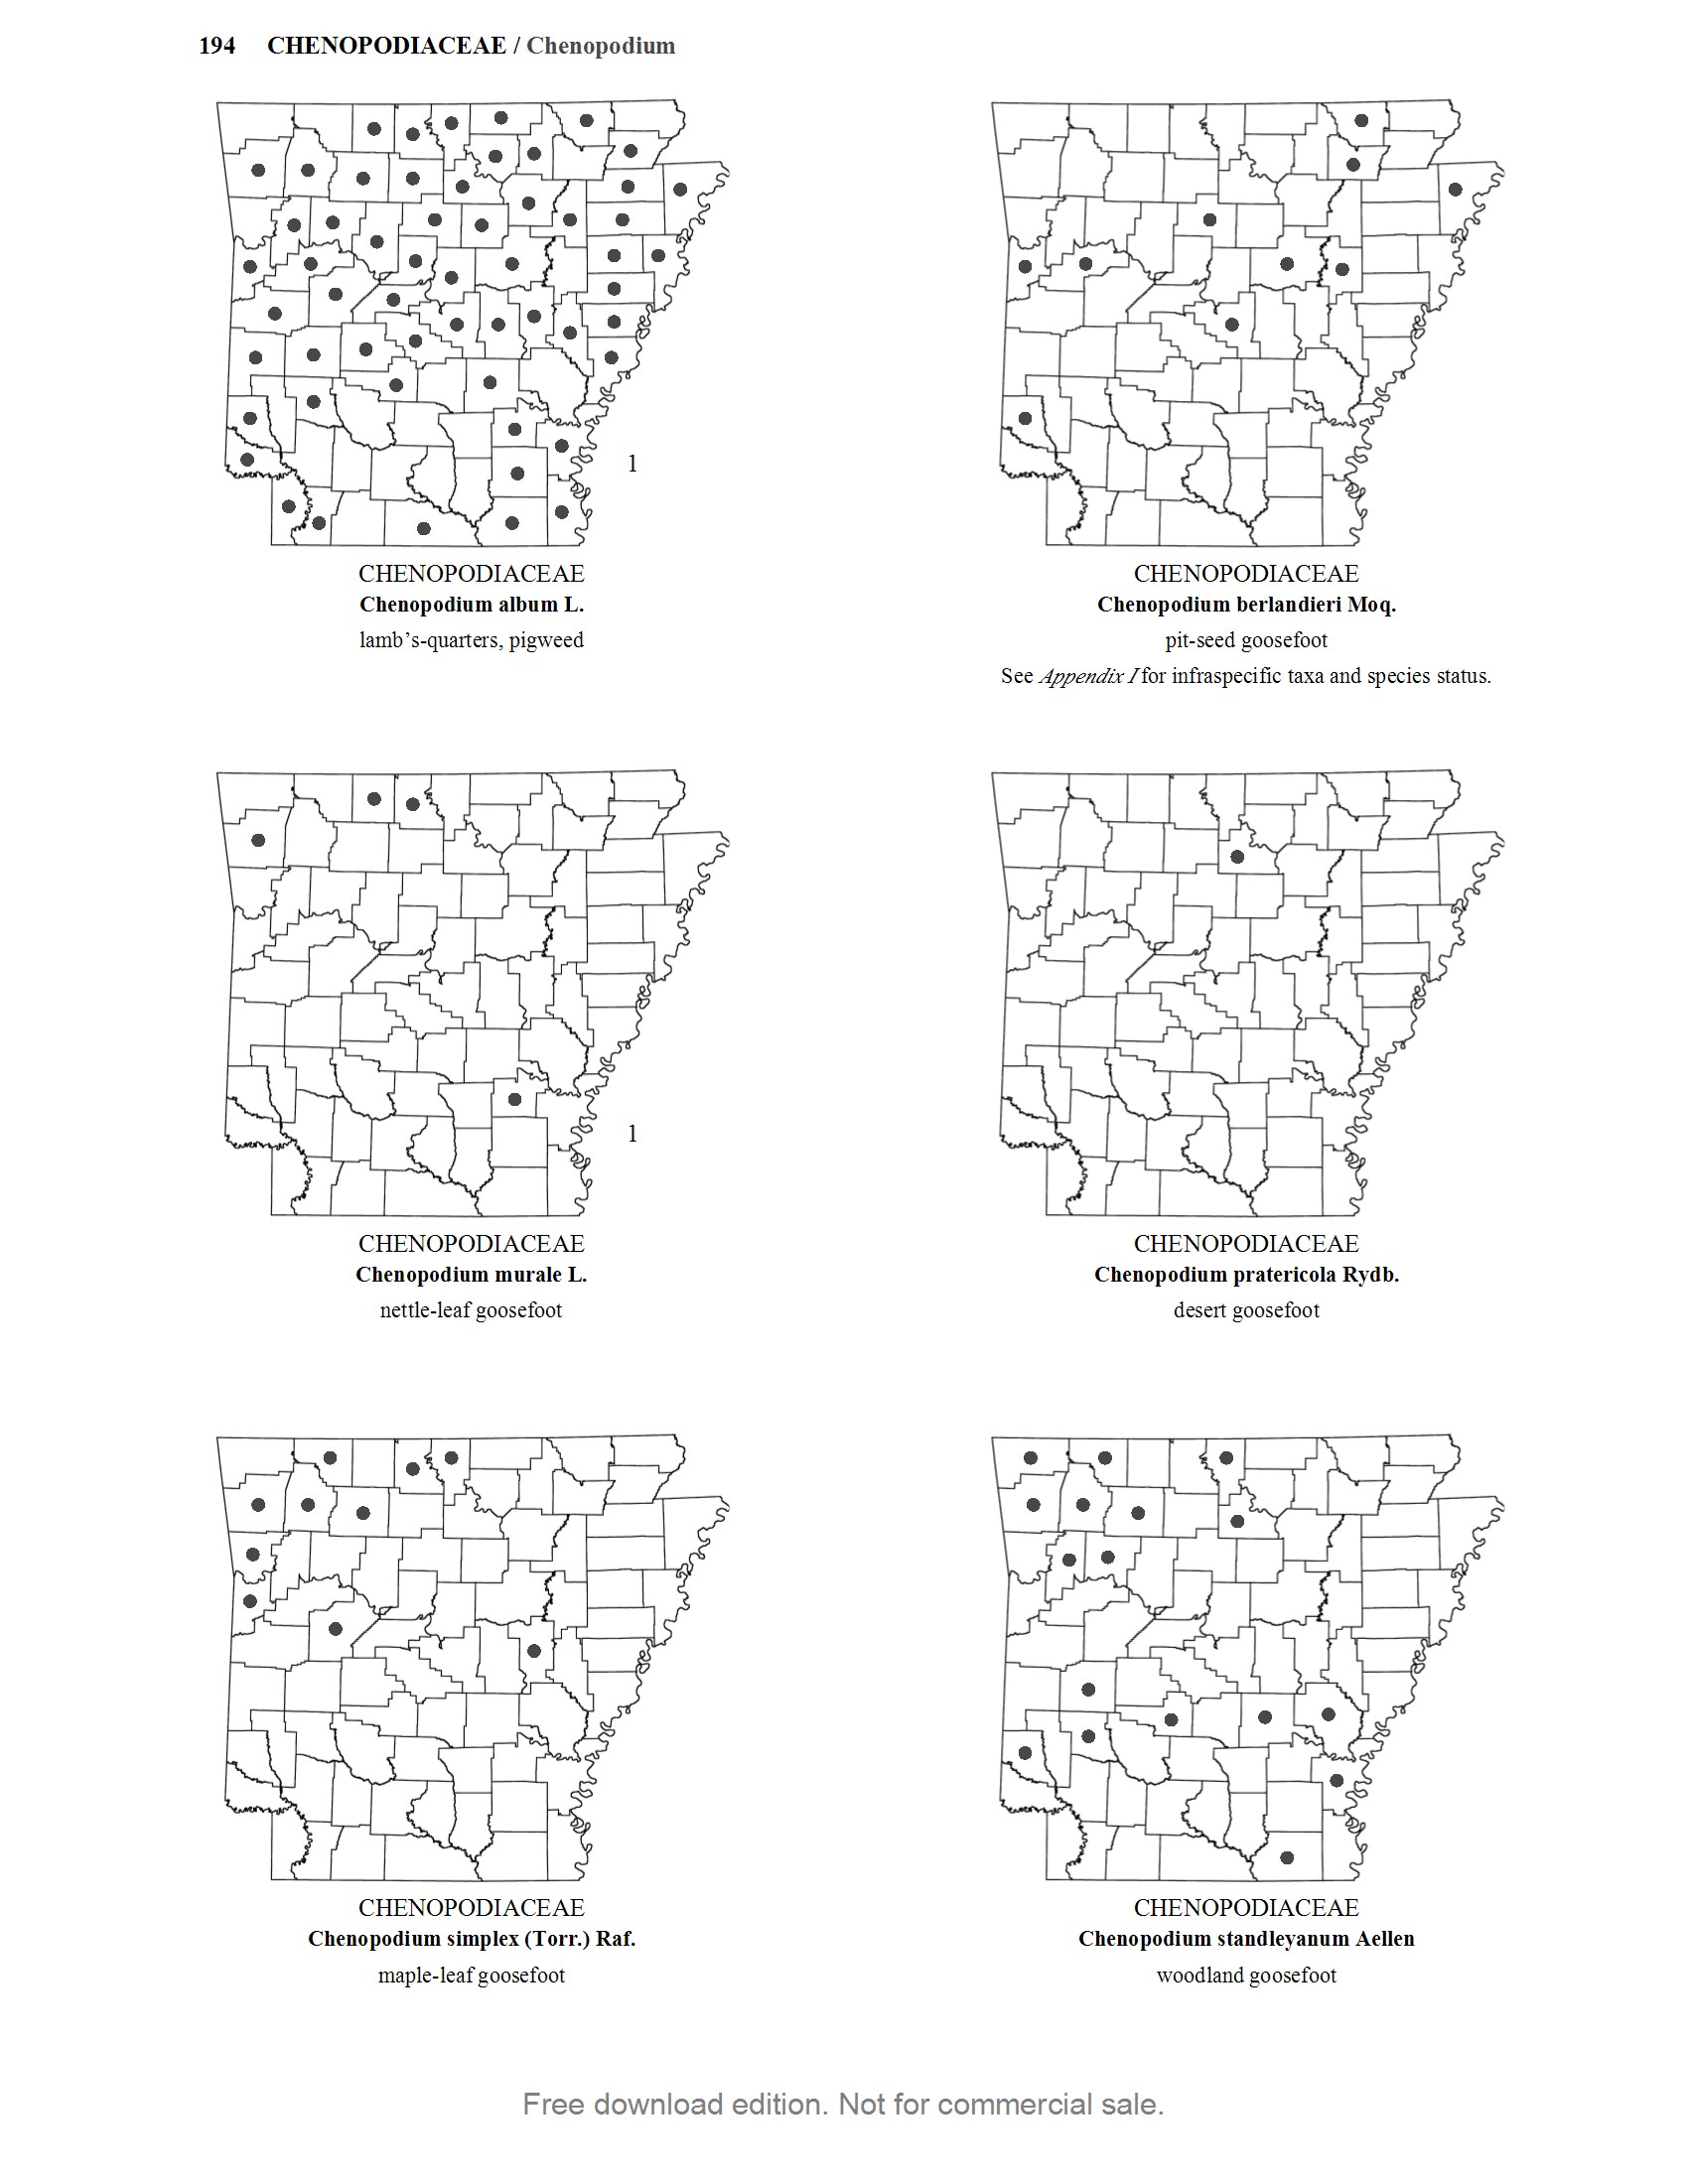 194 CHENOPODIACEAE / Chenopodium
1
CHENOPODIACEAE
Chenopodium album L.
lamb’s-quarters, pigweed
CHENOPODIACEAE
Chenopodium berlandieri Moq.
pit-seed goosefoot
See Appendix I for infraspecific taxa and species status.
1
CHENOPODIACEAE
Chenopodium murale L.
nettle-leaf goosefoot
CHENOPODIACEAE
Chenopodium pratericola Rydb.
desert goosefoot
CHENOPODIACEAE
Chenopodium simplex (Torr.) Raf.
maple-leaf goosefoot
CHENOPODIACEAE
Chenopodium standleyanum Aellen
woodland goosefoot
Free download edition. Not for commercial sale.